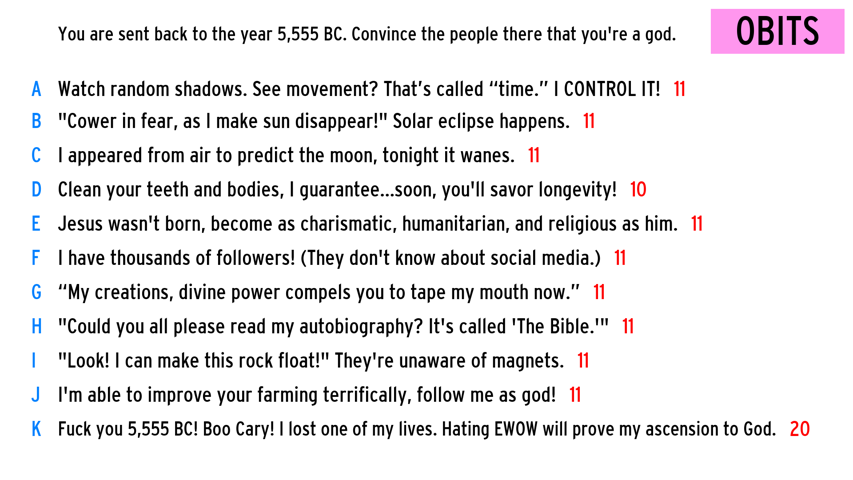 You are sent back to the year 5,555 BC. Convince the people there that you're a god.
OBITS
A Watch random shadows. See movement? That's called “time.” I CONTROL IT! 11
B "Cower in fear, as I make sun disappear!" Solar eclipse happens. 11
C I appeared from air to predict the moon, tonight it wanes. 11
D Clean your teeth and bodies, I guarantee...soon, you'll savor longevity! 10
E Jesus wasn't born, become as charismatic, humanitarian, and religious as him. 11
F I have thousands of followers! (They don't know about social media.) 11
G “My creations, divine power compels you to tape my mouth now.” 11
H "Could you all please read my autobiography? It's called 'The Bible.'" 11
I "Look! I can make this rock float!" They're unaware of magnets. 11
J I'm able to improve your farming terrifically, follow me as god! 11
K Fuck you 5,555 BC! Boo Cary! I lost one of my lives. Hating EWOW will prove my ascension to God. 20